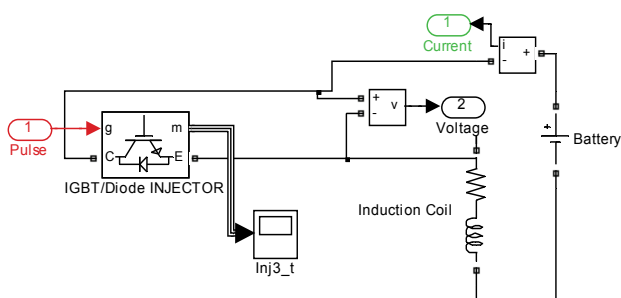 1
Current
i
-
+
+
-
v
2
Voltage
+
Battery
1
Pulse
g
m
C
E
IGBT/Diode INJECTOR
Induction Coil
Inj3_t